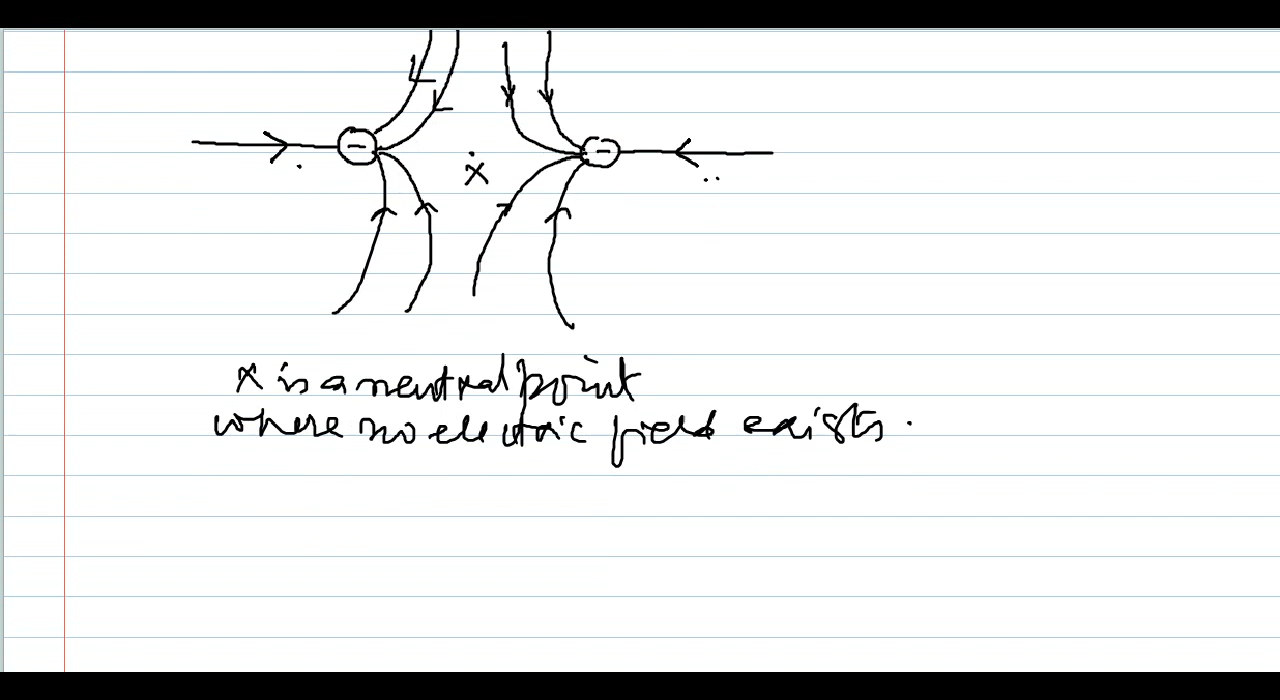 - -
x
x is a neutral point
where no electric field exists.